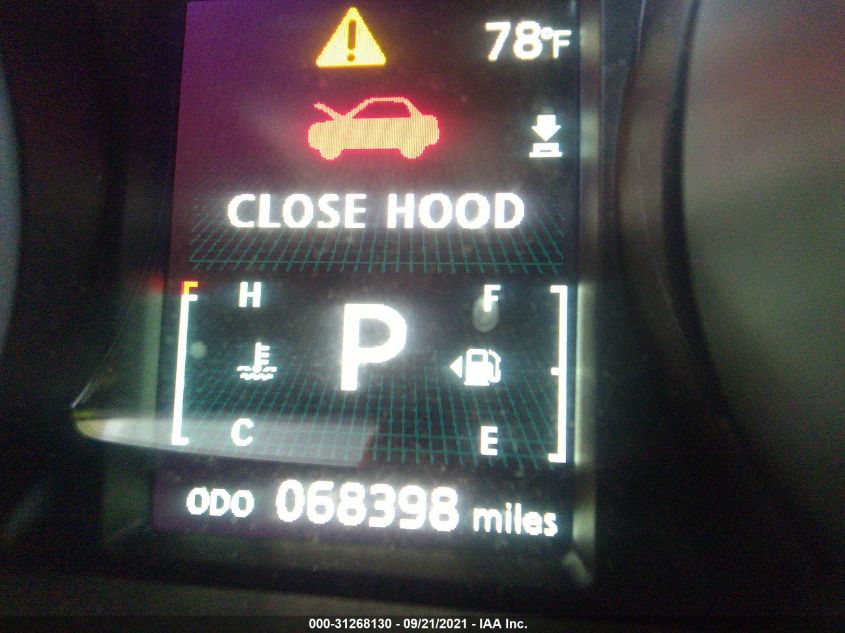 78°F
CLOSE HOOD
H P F
C E
ODO 068398 miles
000-31268130 - 09/21/2021 - IAA Inc.